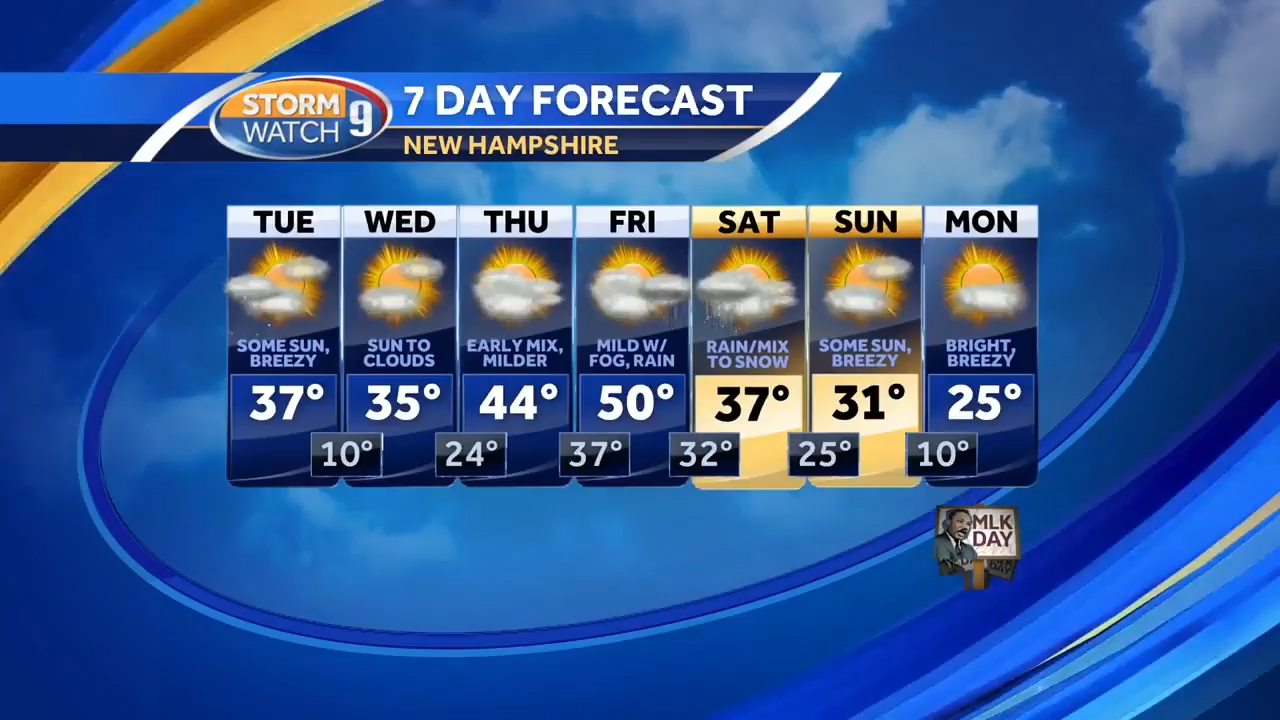 STORM
WATCH 9
7 DAY FORECAST
NEW HAMPSHIRE
TUE WED THU FRI SAT SUN MON
SOME SUN,
BREEZY
SUN TO
CLOUDS
EARLY MIX,
MILDER
MILD W/
FOG, RAIN
RAIN/MIX
TO SNOW
SOME SUN,
BREEZY
BRIGHT,
BREEZY
37° 35° 44° 50° 37° 31° 25°
10° 24° 37° 32° 25° 10°
MLK
DAY